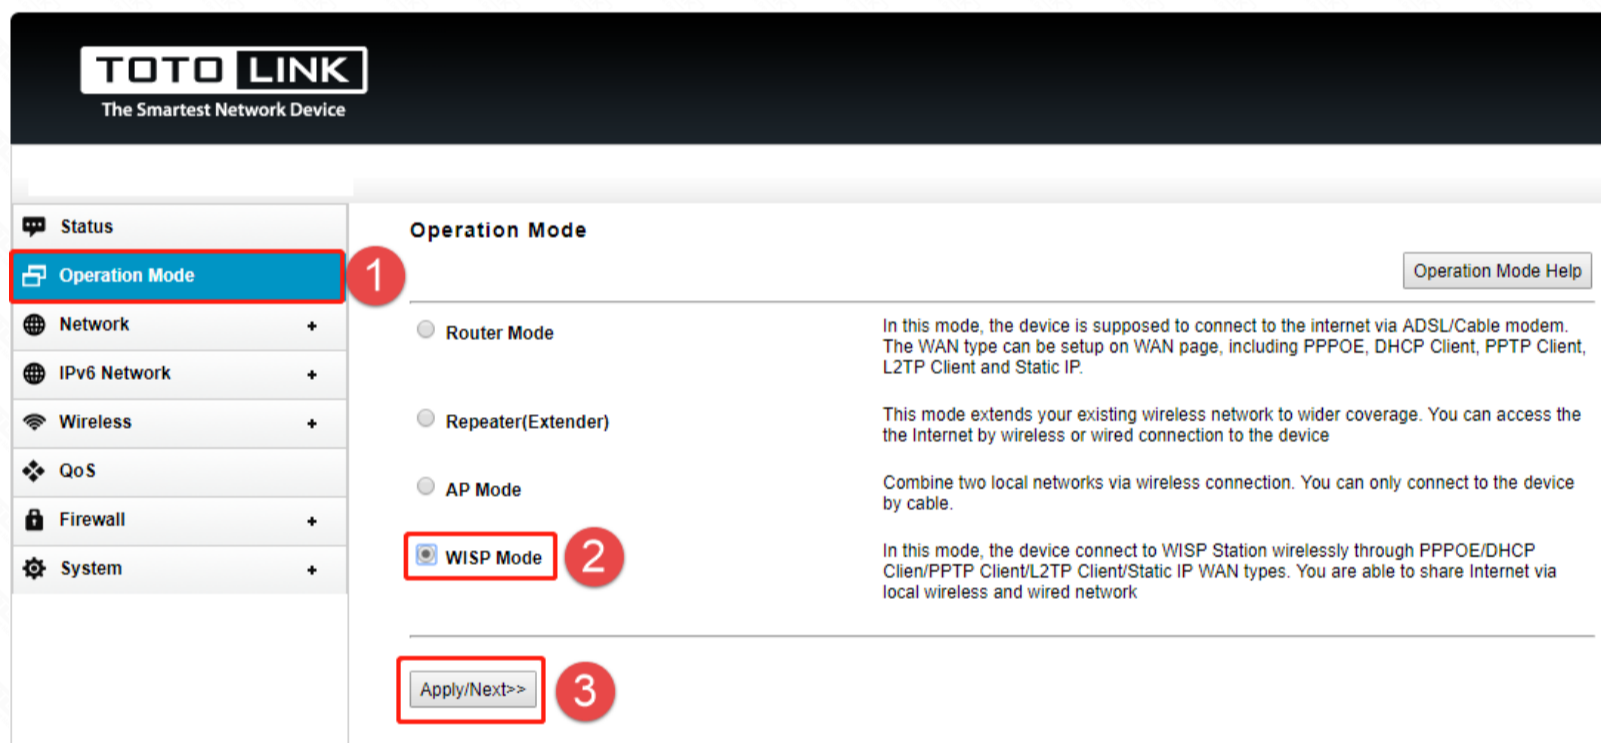 TOTO LINK
The Smartest Network Device
Status
Operation Mode
1
Network +
IPv6 Network +
Wireless +
QoS
Firewall +
System +
Operation Mode
Operation Mode Help
Router Mode
In this mode, the device is supposed to connect to the internet via ADSL/Cable modem.
The WAN type can be setup on WAN page, including PPPOE, DHCP Client, PPTP Client,
L2TP Client and Static IP.
Repeater(Extender)
This mode extends your existing wireless network to wider coverage. You can access the
the Internet by wireless or wired connection to the device
AP Mode
Combine two local networks via wireless connection. You can only connect to the device
by cable.
WISP Mode
2
In this mode, the device connect to WISP Station wirelessly through PPPOE/DHCP
Clien/PPTP Client/L2TP Client/Static IP WAN types. You are able to share Internet via
local wireless and wired network
Apply/Next>>
3